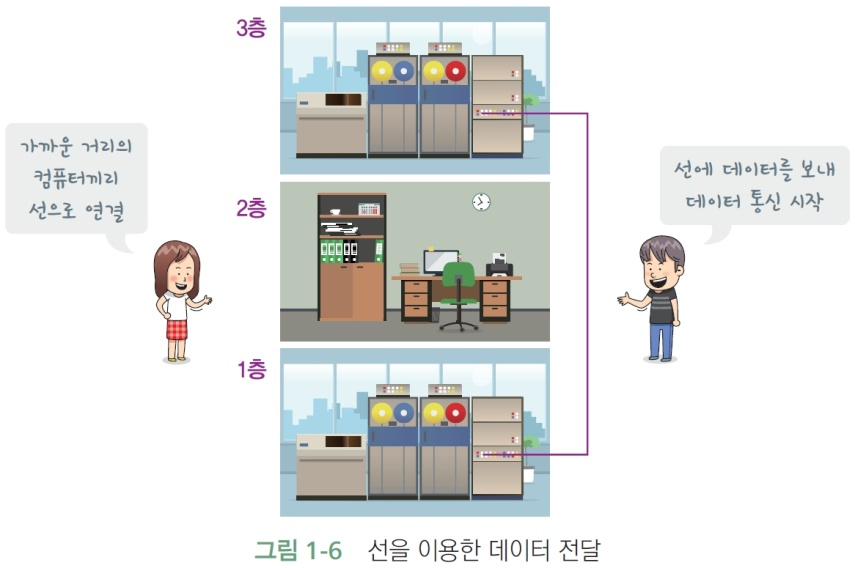 3층
가까운 거리의
컴퓨터끼리
선으로 연결
선에 데이터를 보내
데이터 통신 시작
2층
1층
그림 1-6 선을 이용한 데이터 전달